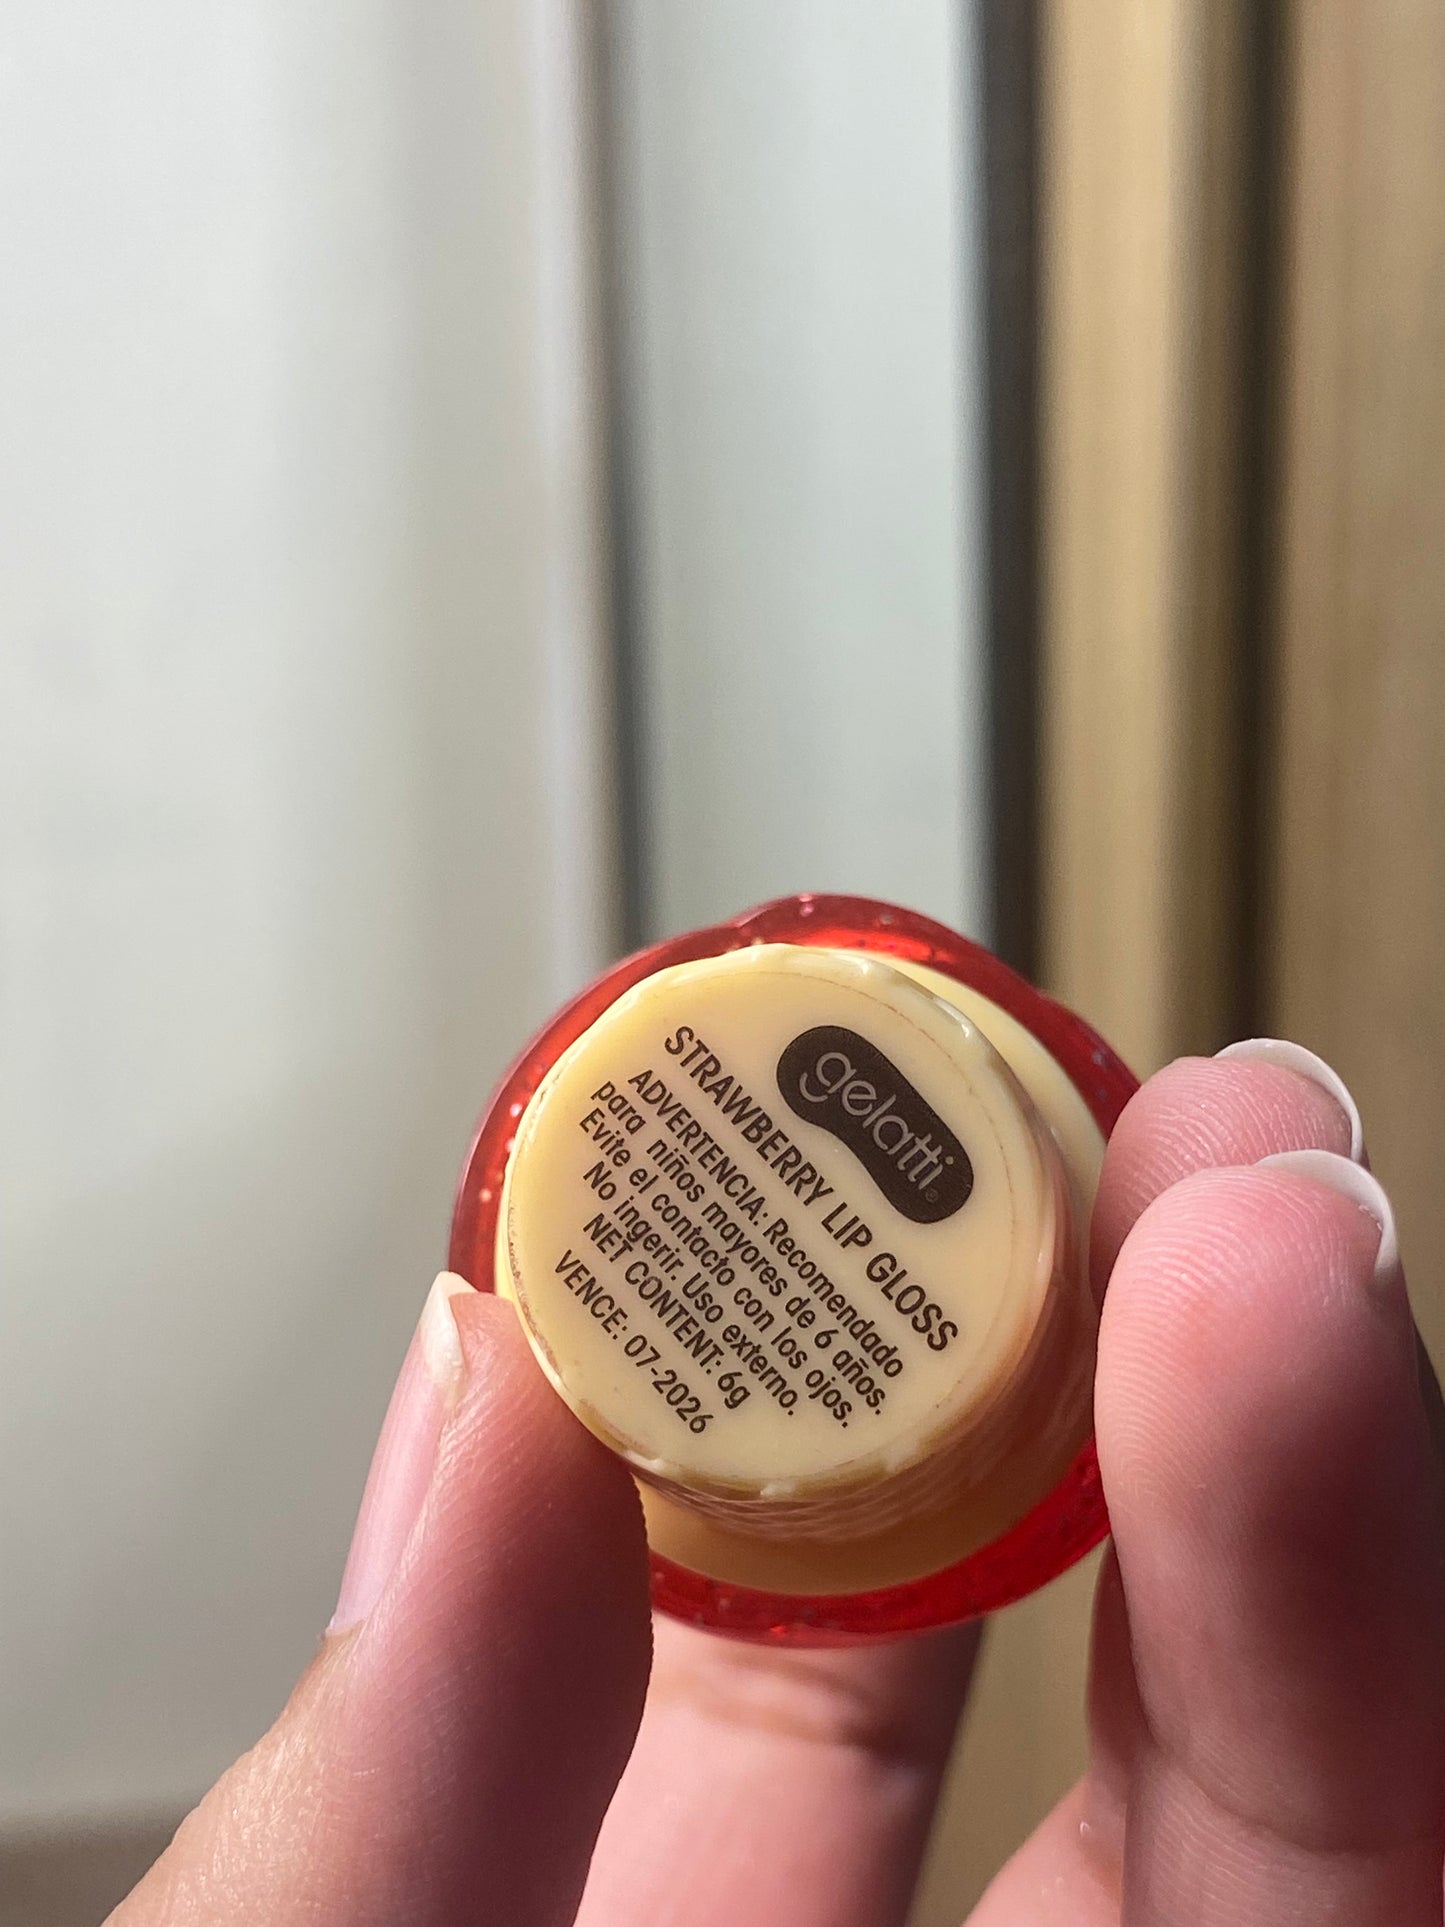 gelatti®
STRAWBERRY LIP GLOSS
ADVERTENCIA: Recomendado
para niños mayores de 6 años.
Evite el contacto con los ojos.
No ingerir. Uso externo.
NET CONTENT: 6g
VENCE: 07-2026